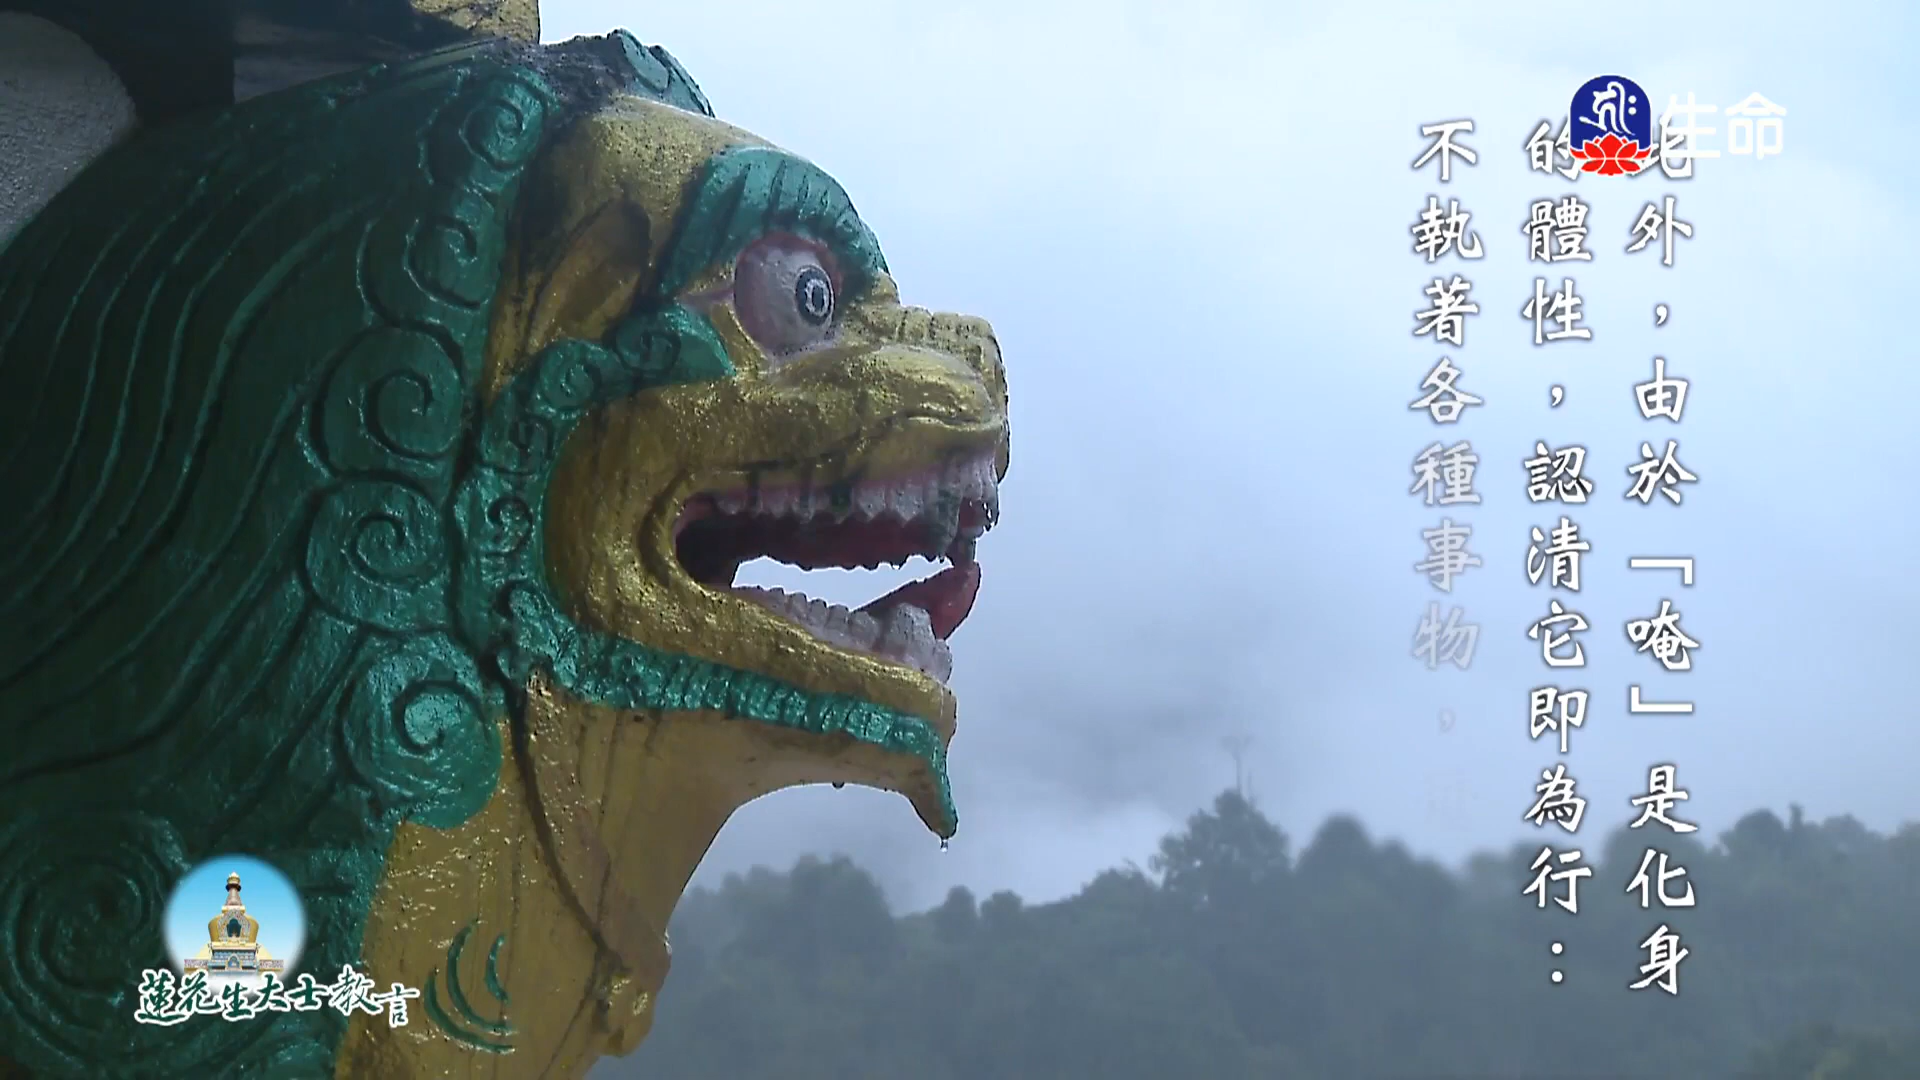 此外，由於「唵」是化身
的體性，認清它即為行：
不執著各種事物，
生命
蓮花生大士教言